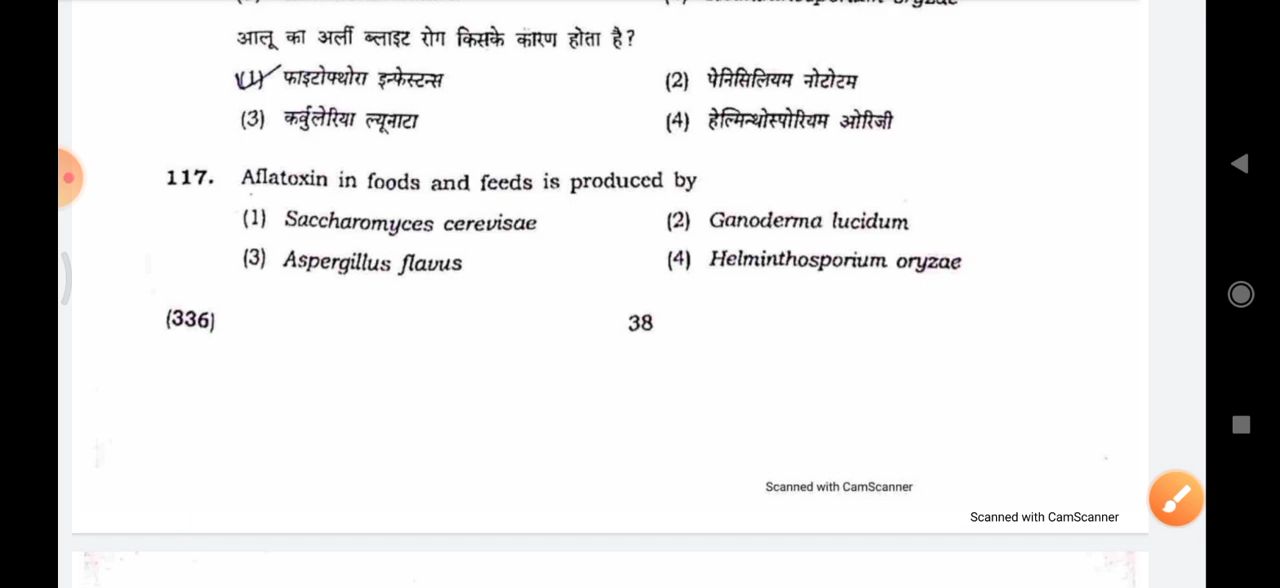 आलू का अर्ली ब्लाइट रोग किसके कारण होता है?
(1) फाइटोफ्थोरा इन्फेस्टन्स (2) पेनिसिलियम नोटोटम
(3) कर्वुलेरिया ल्यूनाटा (4) हेल्मिन्थोस्पोरियम ओरिजी
117. Aflatoxin in foods and feeds is produced by
(1) Saccharomyces cerevisae (2) Ganoderma lucidum
(3) Aspergillus flavus (4) Helminthosporium oryzae
(336) 38
Scanned with CamScanner
Scanned with CamScanner